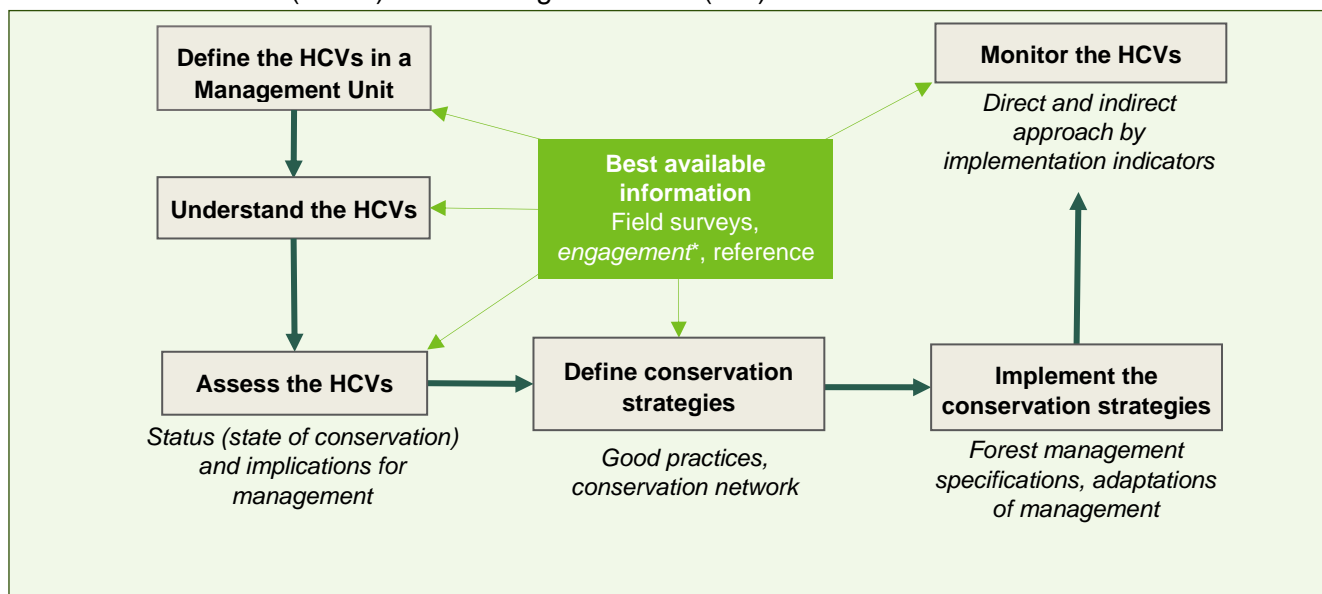 Define the HCVs in a
Management Unit
Understand the HCVs
Assess the HCVs
Status (state of conservation)
and implications for
management
Best available
information
Field surveys,
engagement*, reference
Define conservation
strategies
Good practices,
conservation network
Implement the
conservation strategies
Forest management
specifications, adaptations
of management
Monitor the HCVs
Direct and indirect
approach by
implementation indicators